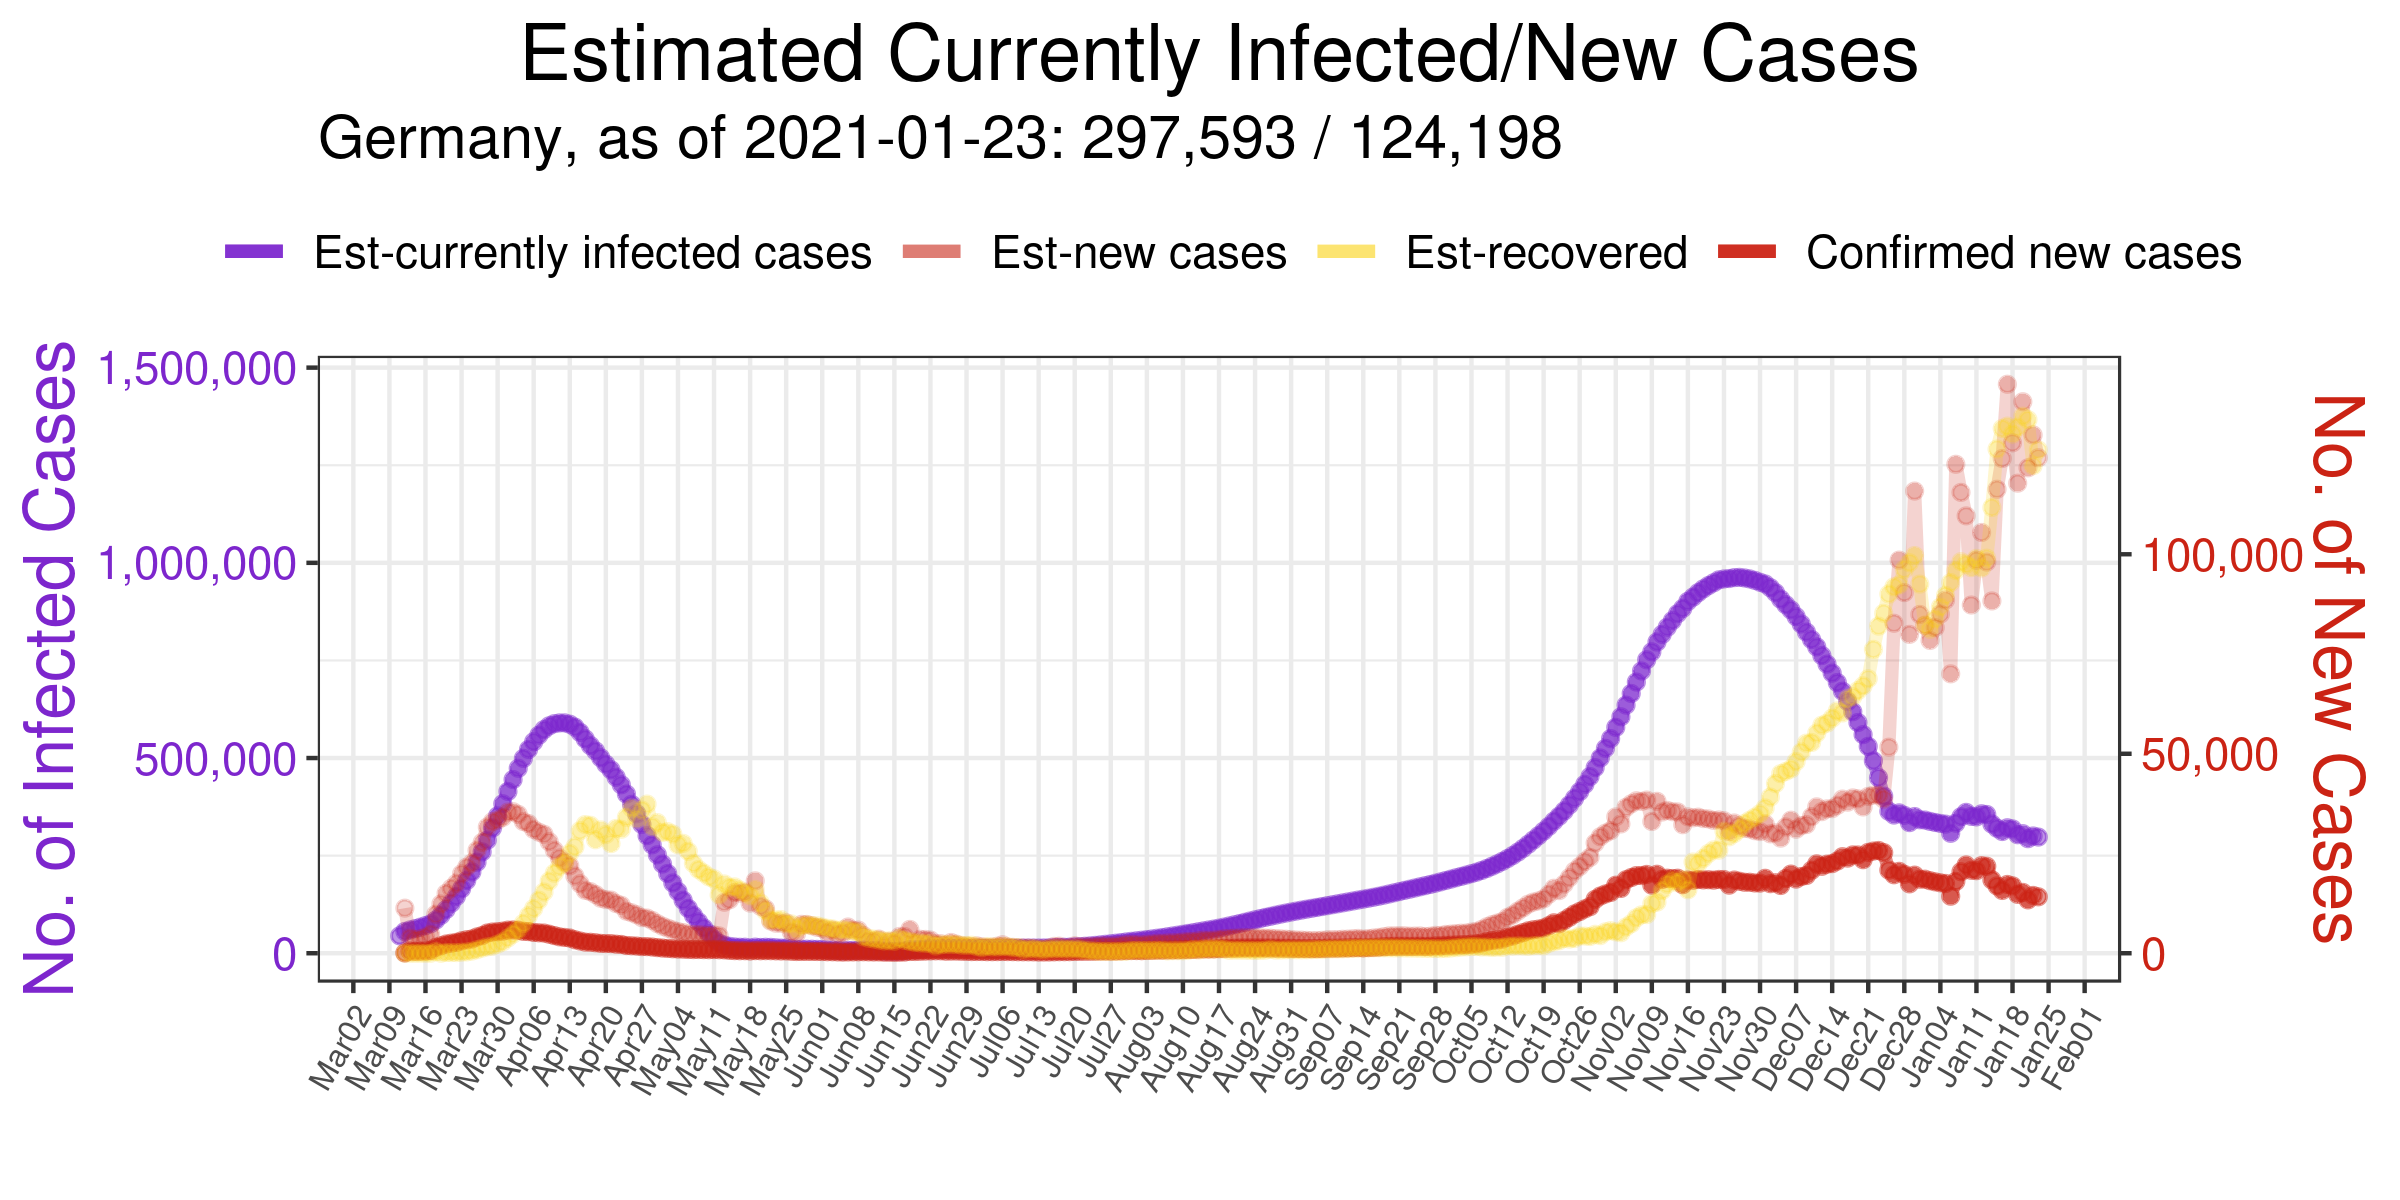 Estimated Currently Infected/New Cases
Germany, as of 2021-01-23: 297,593 / 124,198
Est-currently infected cases Est-new cases Est-recovered Confirmed new cases
No. of Infected Cases
1,500,000
1,000,000
500,000
0
No. of New Cases
100,000
50,000
0
Mar02 Mar09 Mar16 Mar23 Mar30 Apr06 Apr13 Apr20 Apr27 May04 May11 May18 May25 Jun01 Jun08 Jun15 Jun22 Jun29 Jul06 Jul13 Jul20 Jul27 Aug03 Aug10 Aug17 Aug24 Aug31 Sep07 Sep14 Sep21 Sep28 Oct05 Oct12 Oct19 Oct26 Nov02 Nov09 Nov16 Nov23 Nov30 Dec07 Dec14 Dec21 Dec28 Jan04 Jan11 Jan18 Jan25 Feb01